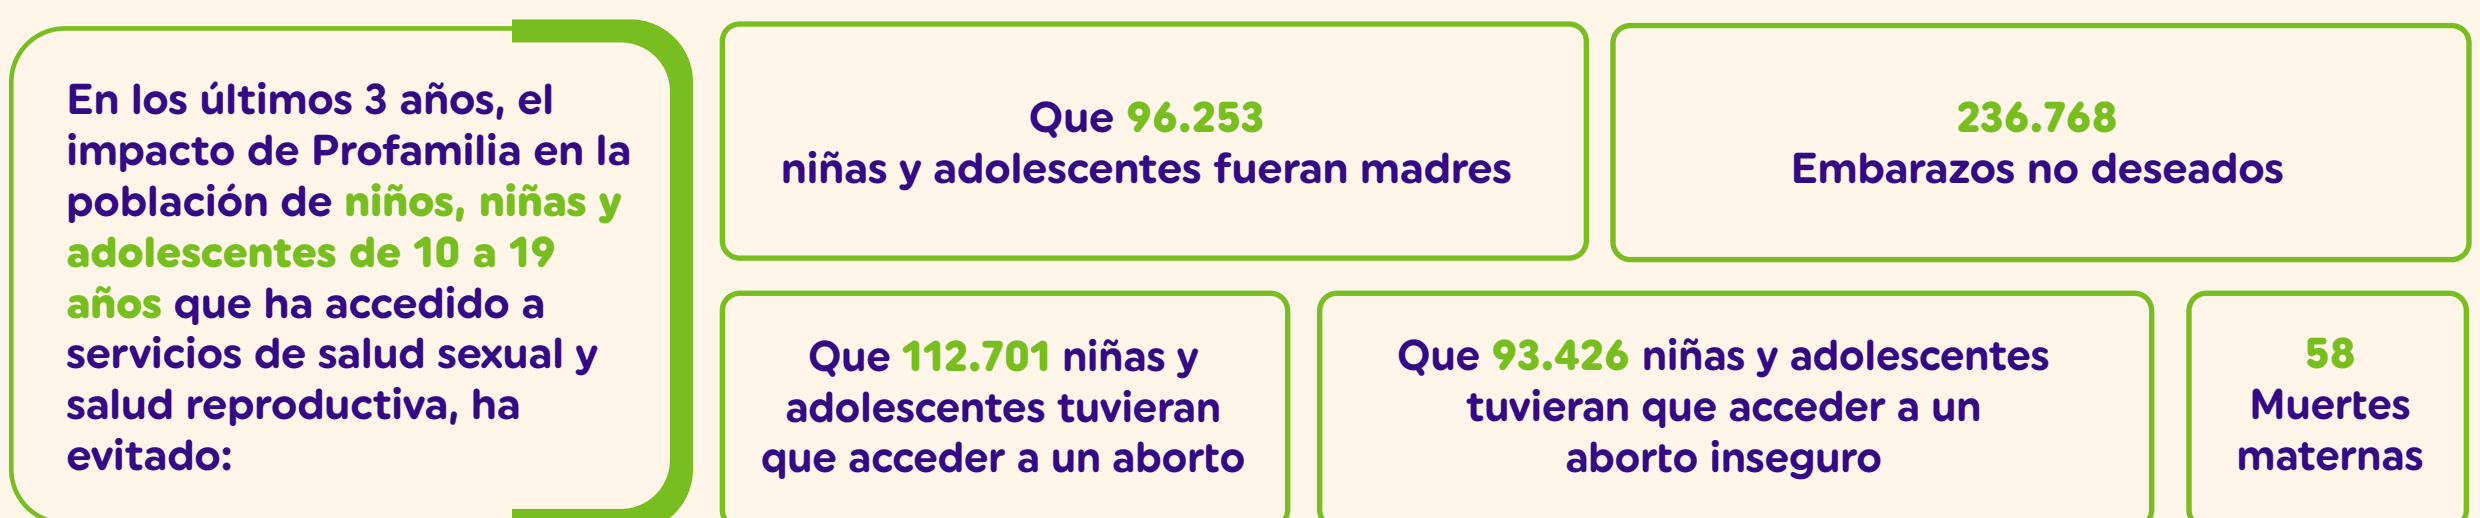 En los últimos 3 años, el
impacto de Profamilia en la
población de niños, niñas y
adolescentes de 10 a 19
años que ha accedido a
servicios de salud sexual y
salud reproductiva, ha
evitado:
Que 96.253
niñas y adolescentes fueran madres
236.768
Embarazos no deseados
Que 112.701 niñas y
adolescentes tuvieran
que acceder a un aborto
Que 93.426 niñas y adolescentes
tuvieran que acceder a un
aborto inseguro
58
Muertes
maternas